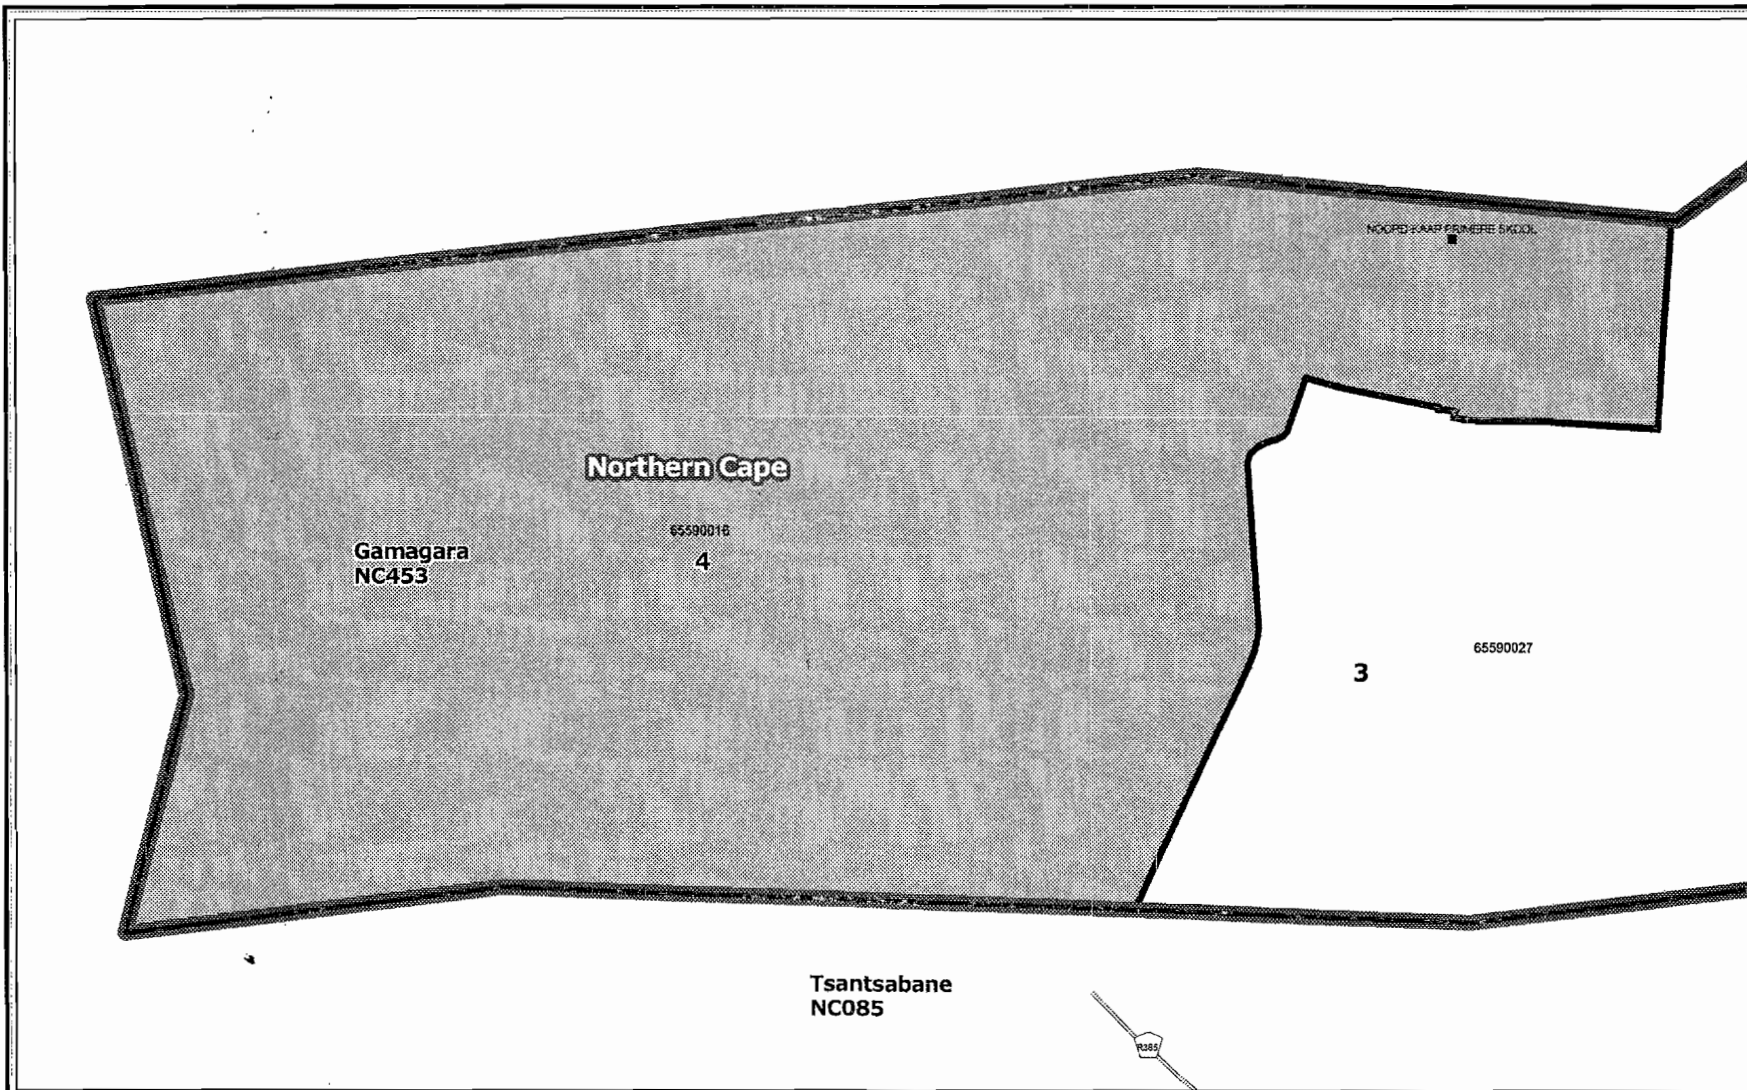 NOORD-KAAP PRIMERE SKOOL
Northern Cape
65590016
4
Gamagara
NC453
65590027
3
Tsantsabane
NC085
R385